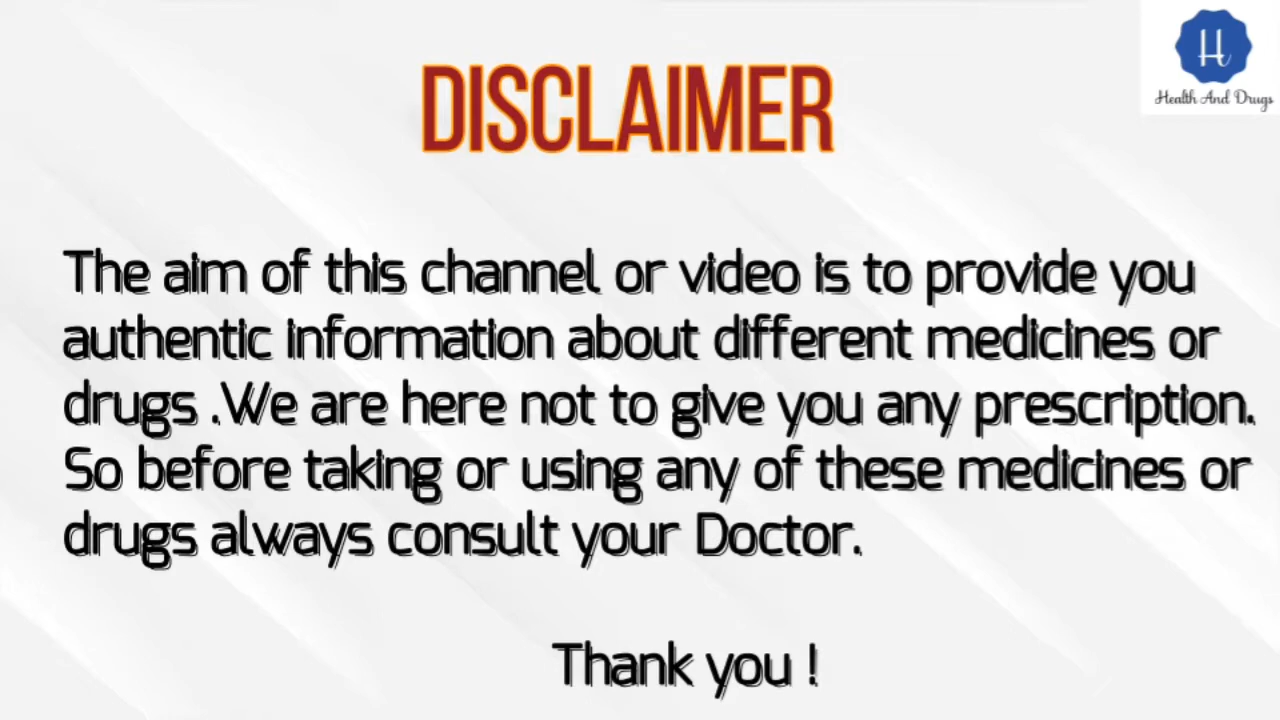 H
Health And Drugs
DISCLAIMER
The aim of this channel or video is to provide you
authentic information about different medicines or
drugs .We are here not to give you any prescription.
So before taking or using any of these medicines or
drugs always consult your Doctor.
Thank you !